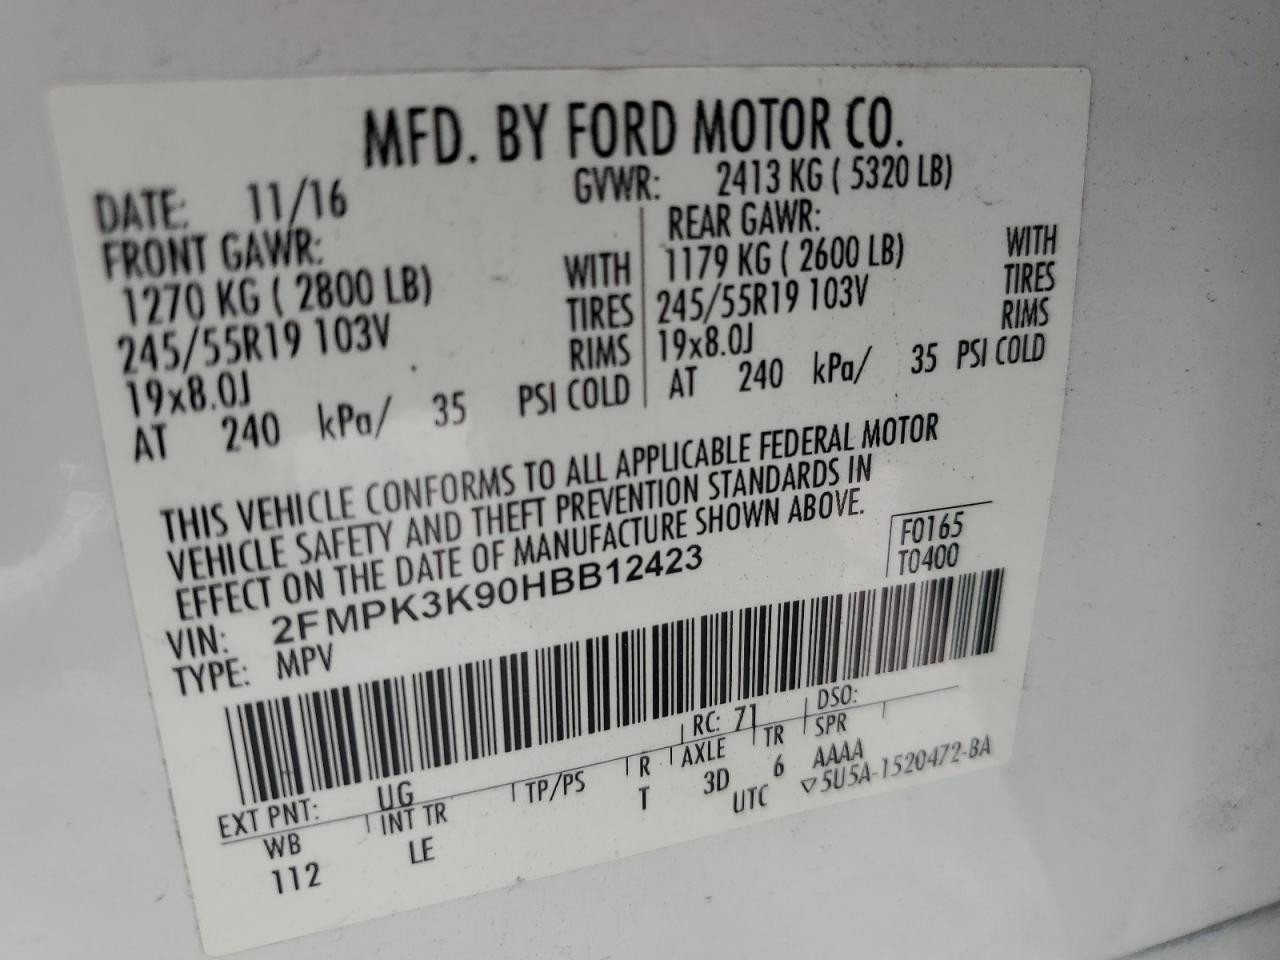 MFD. BY FORD MOTOR CO.
DATE: 11/16 GVWR: 2413 KG ( 5320 LB)
FRONT GAWR:
1270 KG ( 2800 LB) WITH
245/55R19 103V TIRES
19x8.0J RIMS
AT 240 kPa/ 35 PSI COLD
REAR GAWR:
1179 KG ( 2600 LB) WITH
245/55R19 103V TIRES
19x8.0J RIMS
AT 240 kPa/ 35 PSI COLD
THIS VEHICLE CONFORMS TO ALL APPLICABLE FEDERAL MOTOR
VEHICLE SAFETY AND THEFT PREVENTION STANDARDS IN
EFFECT ON THE DATE OF MANUFACTURE SHOWN ABOVE.
F0165
T0400
VIN: 2FMPK3K90HBB12423
TYPE: MPV
EXT PNT: UG RC: 71 DSO:
WB INT TR TP/PS R AXLE TR SPR
112 LE T 3D 6 AAAA
UTC ▽5U5A-1520472-BA